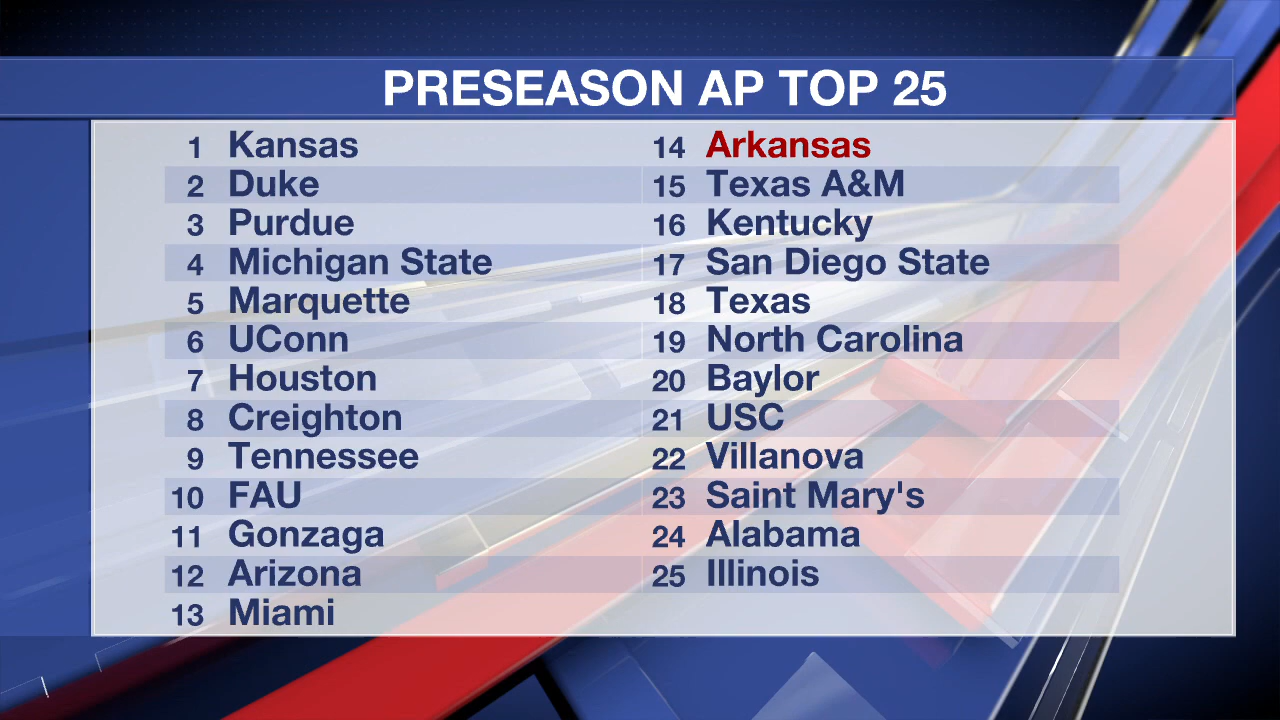 PRESEASON AP TOP 25
1 Kansas
2 Duke
3 Purdue
4 Michigan State
5 Marquette
6 UConn
7 Houston
8 Creighton
9 Tennessee
10 FAU
11 Gonzaga
12 Arizona
13 Miami
14 Arkansas
15 Texas A&M
16 Kentucky
17 San Diego State
18 Texas
19 North Carolina
20 Baylor
21 USC
22 Villanova
23 Saint Mary's
24 Alabama
25 Illinois